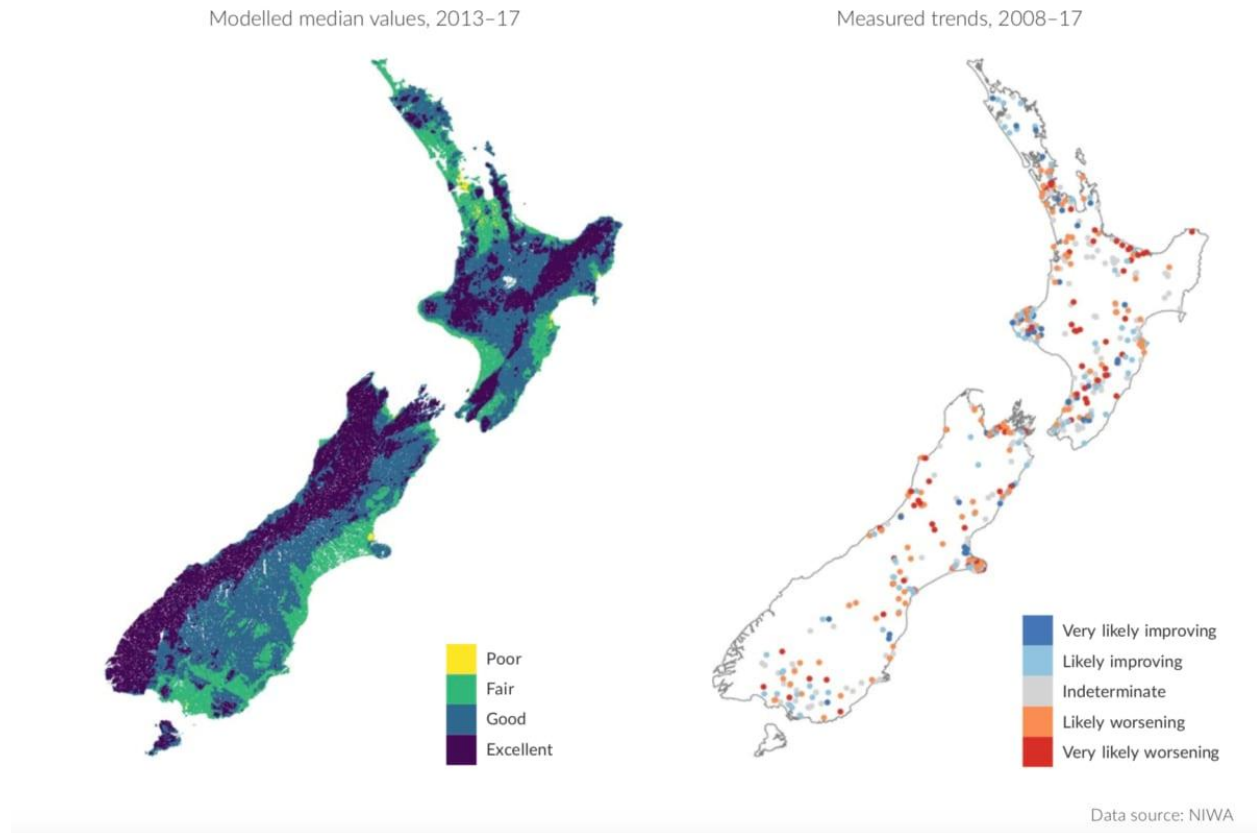 Modelled median values, 2013–17
Measured trends, 2008–17
Poor
Fair
Good
Excellent
Very likely improving
Likely improving
Indeterminate
Likely worsening
Very likely worsening
Data source: NIWA